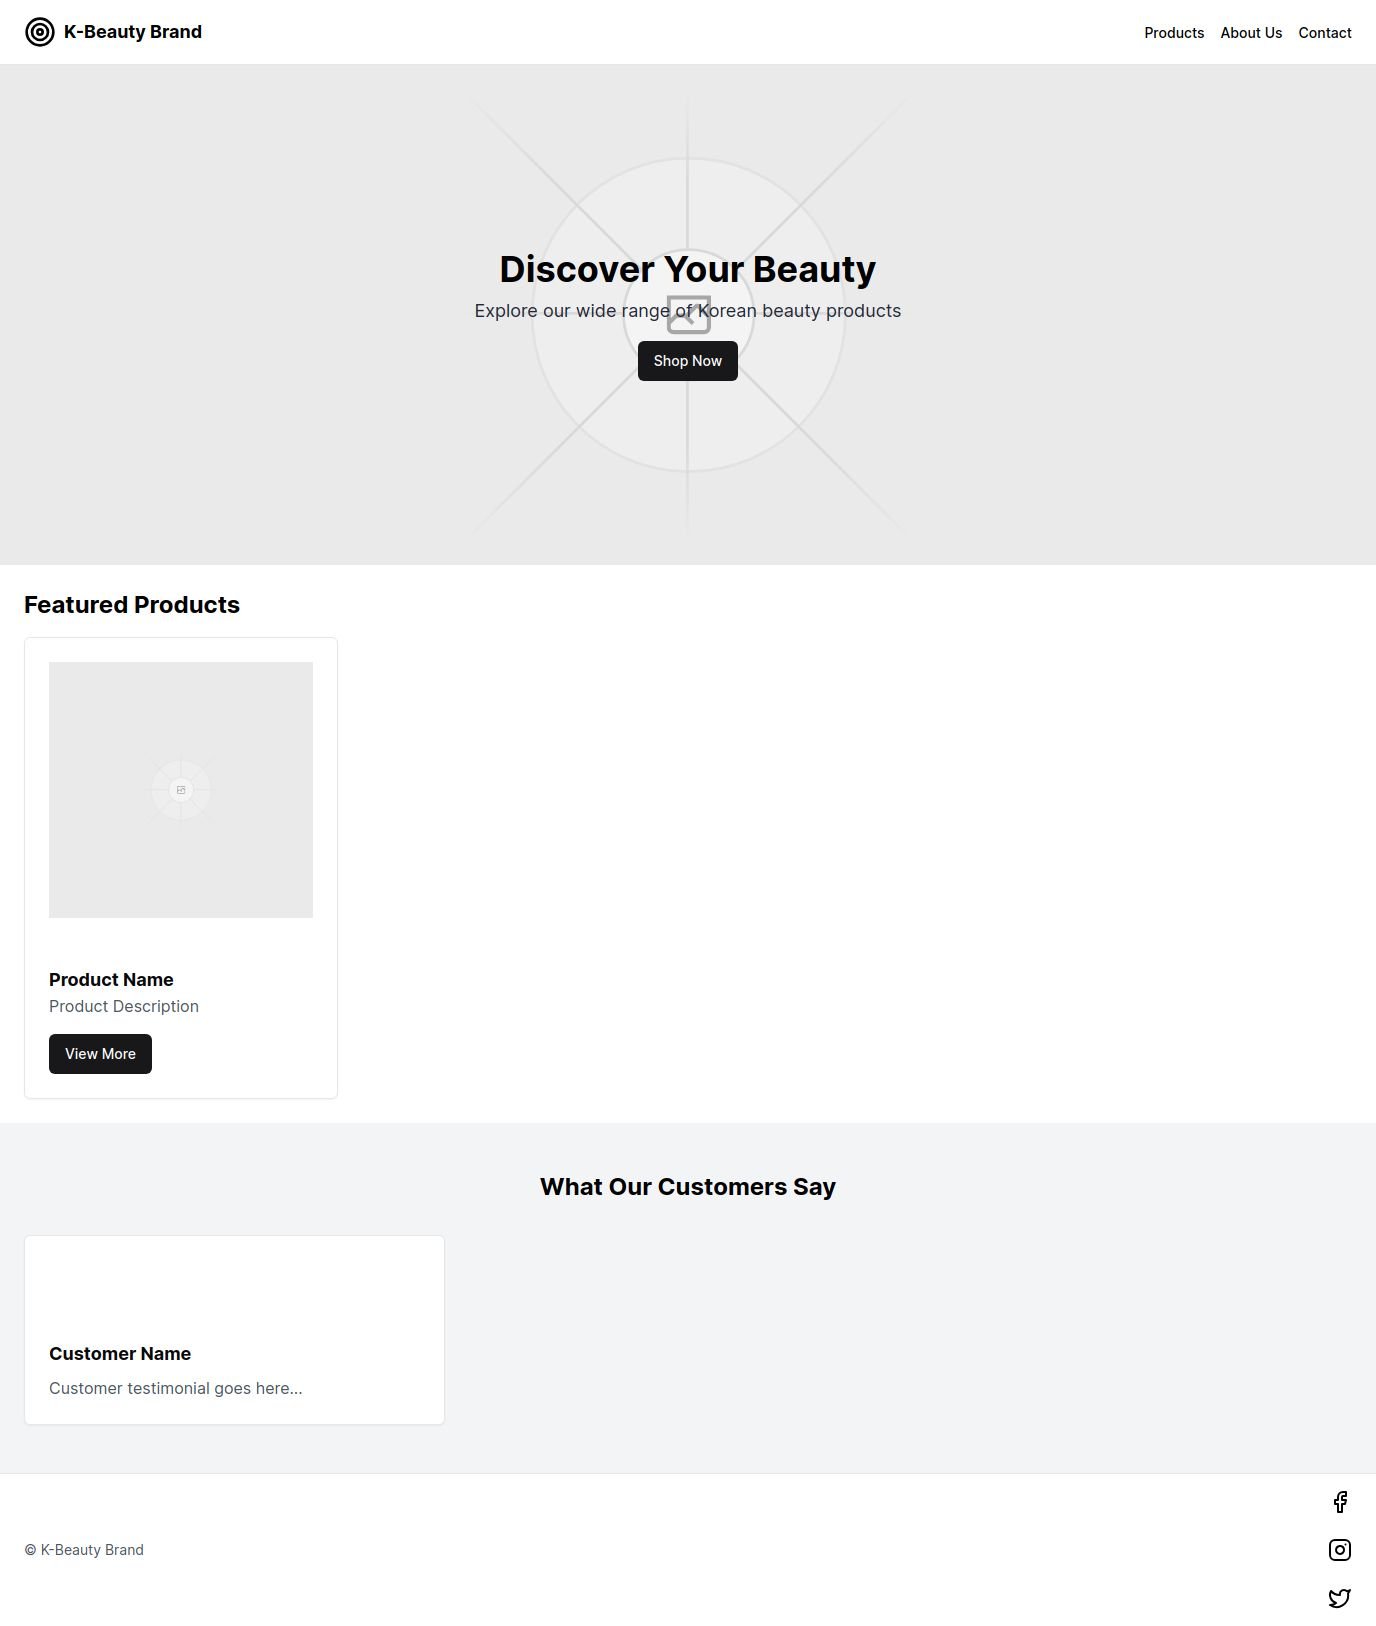 K-Beauty Brand
Products About Us Contact
Discover Your Beauty
Explore our wide range of Korean beauty products
Shop Now
Featured Products
Product Name
Product Description
View More
What Our Customers Say
Customer Name
Customer testimonial goes here...
© K-Beauty Brand